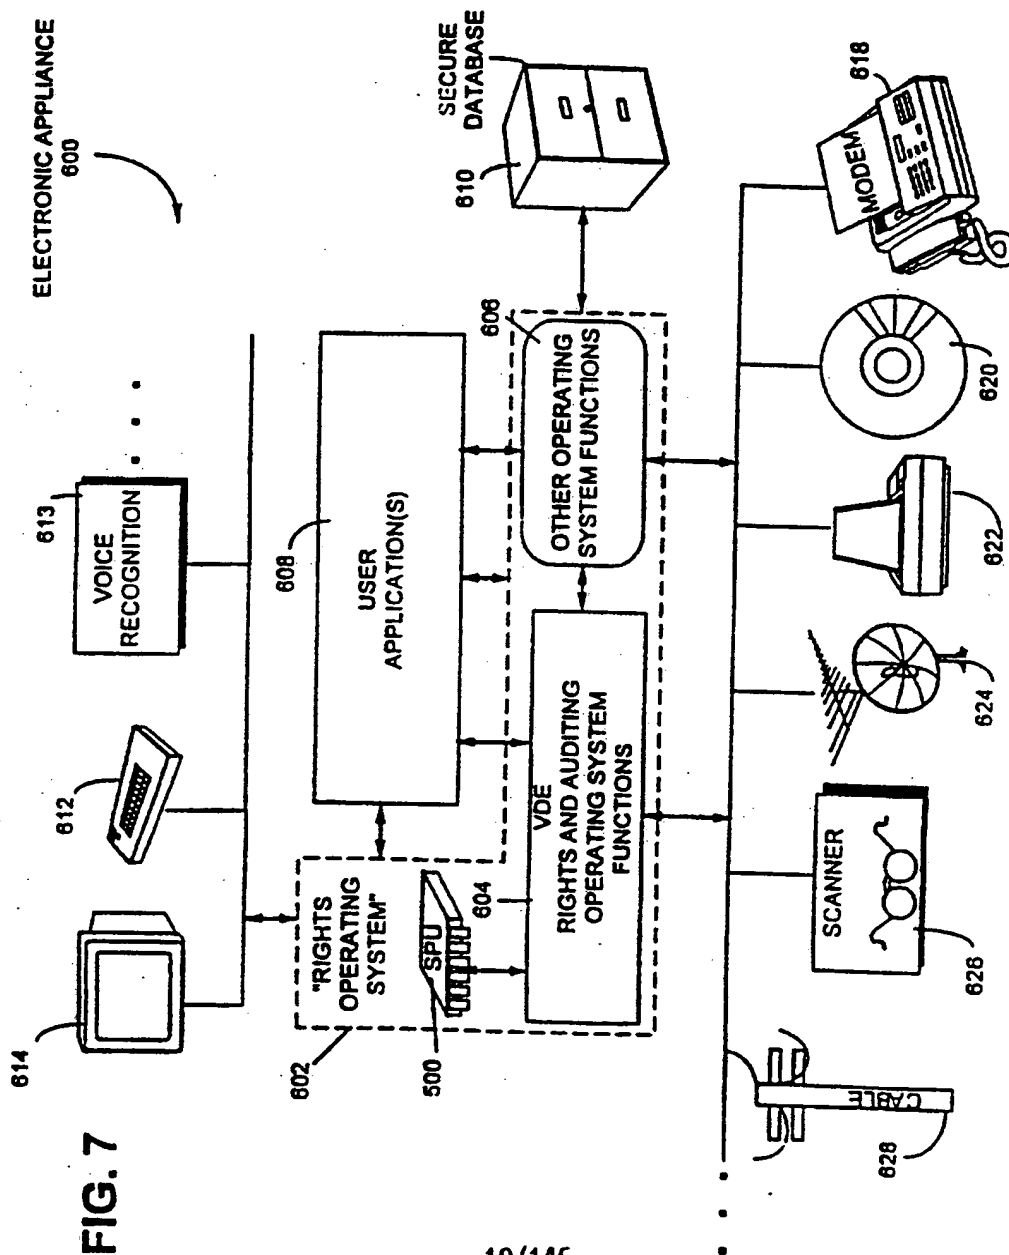 FIG. 7
ELECTRONIC APPLIANCE
600
614
612
613
VOICE
RECOGNITION
608
USER
APPLICATION(S)
602
"RIGHTS
OPERATING
SYSTEM"
SPU
500
604
VDE
RIGHTS AND AUDITING
OPERATING SYSTEM
FUNCTIONS
606
OTHER OPERATING
SYSTEM FUNCTIONS
610
SECURE
DATABASE
CABLE
628
SCANNER
626
624
622
620
MODEM
618